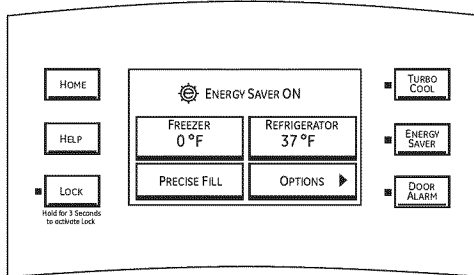 HOME
HELP
LOCK
Hold for 3 Seconds
to activate Lock
ENERGY SAVER ON
FREEZER
0°F
REFRIGERATOR
37°F
PRECISE FILL
OPTIONS
TURBO
COOL
ENERGY
SAVER
DOOR
ALARM